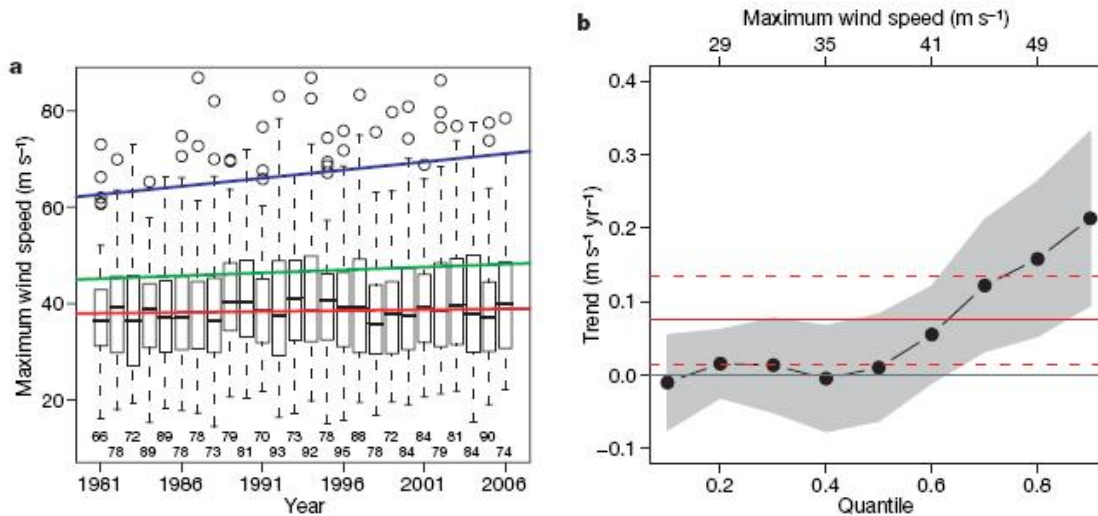 a
Maximum wind speed (m s⁻¹)
80
60
40
20
66 72 89 78 79 70 73 78 88 72 84 81 90
78 89 78 73 81 93 92 95 78 84 79 84 74
1981 1986 1991 1996 2001 2006
Year
b
Maximum wind speed (m s⁻¹)
29 35 41 49
Trend (m s⁻¹ yr⁻¹)
0.4
0.3
0.2
0.1
0.0
−0.1
0.2 0.4 0.6 0.8
Quantile